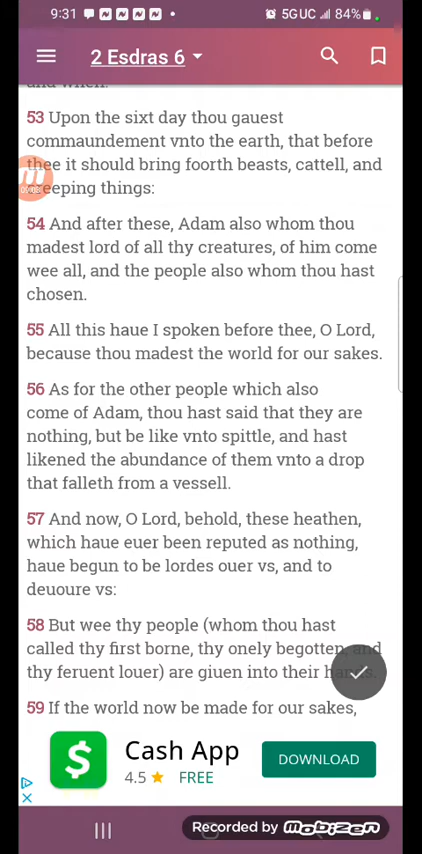 9:31 5GUC 84%
2 Esdras 6
and when.
53 Upon the sixt day thou gauest
commaundement vnto the earth, that before
thee it should bring foorth beasts, cattell, and
creeping things:
54 And after these, Adam also whom thou
madest lord of all thy creatures, of him come
wee all, and the people also whom thou hast
chosen.
55 All this haue I spoken before thee, O Lord,
because thou madest the world for our sakes.
56 As for the other people which also
come of Adam, thou hast said that they are
nothing, but be like vnto spittle, and hast
likened the abundance of them vnto a drop
that falleth from a vessell.
57 And now, O Lord, behold, these heathen,
which haue euer been reputed as nothing,
haue begun to be lordes ouer vs, and to
deuoure vs:
58 But wee thy people (whom thou hast
called thy first borne, thy onely begotten, and
thy feruent louer) are giuen into their hands.
59 If the world now be made for our sakes,
Cash App
4.5 ★ FREE
DOWNLOAD
Recorded by MOBIZEN